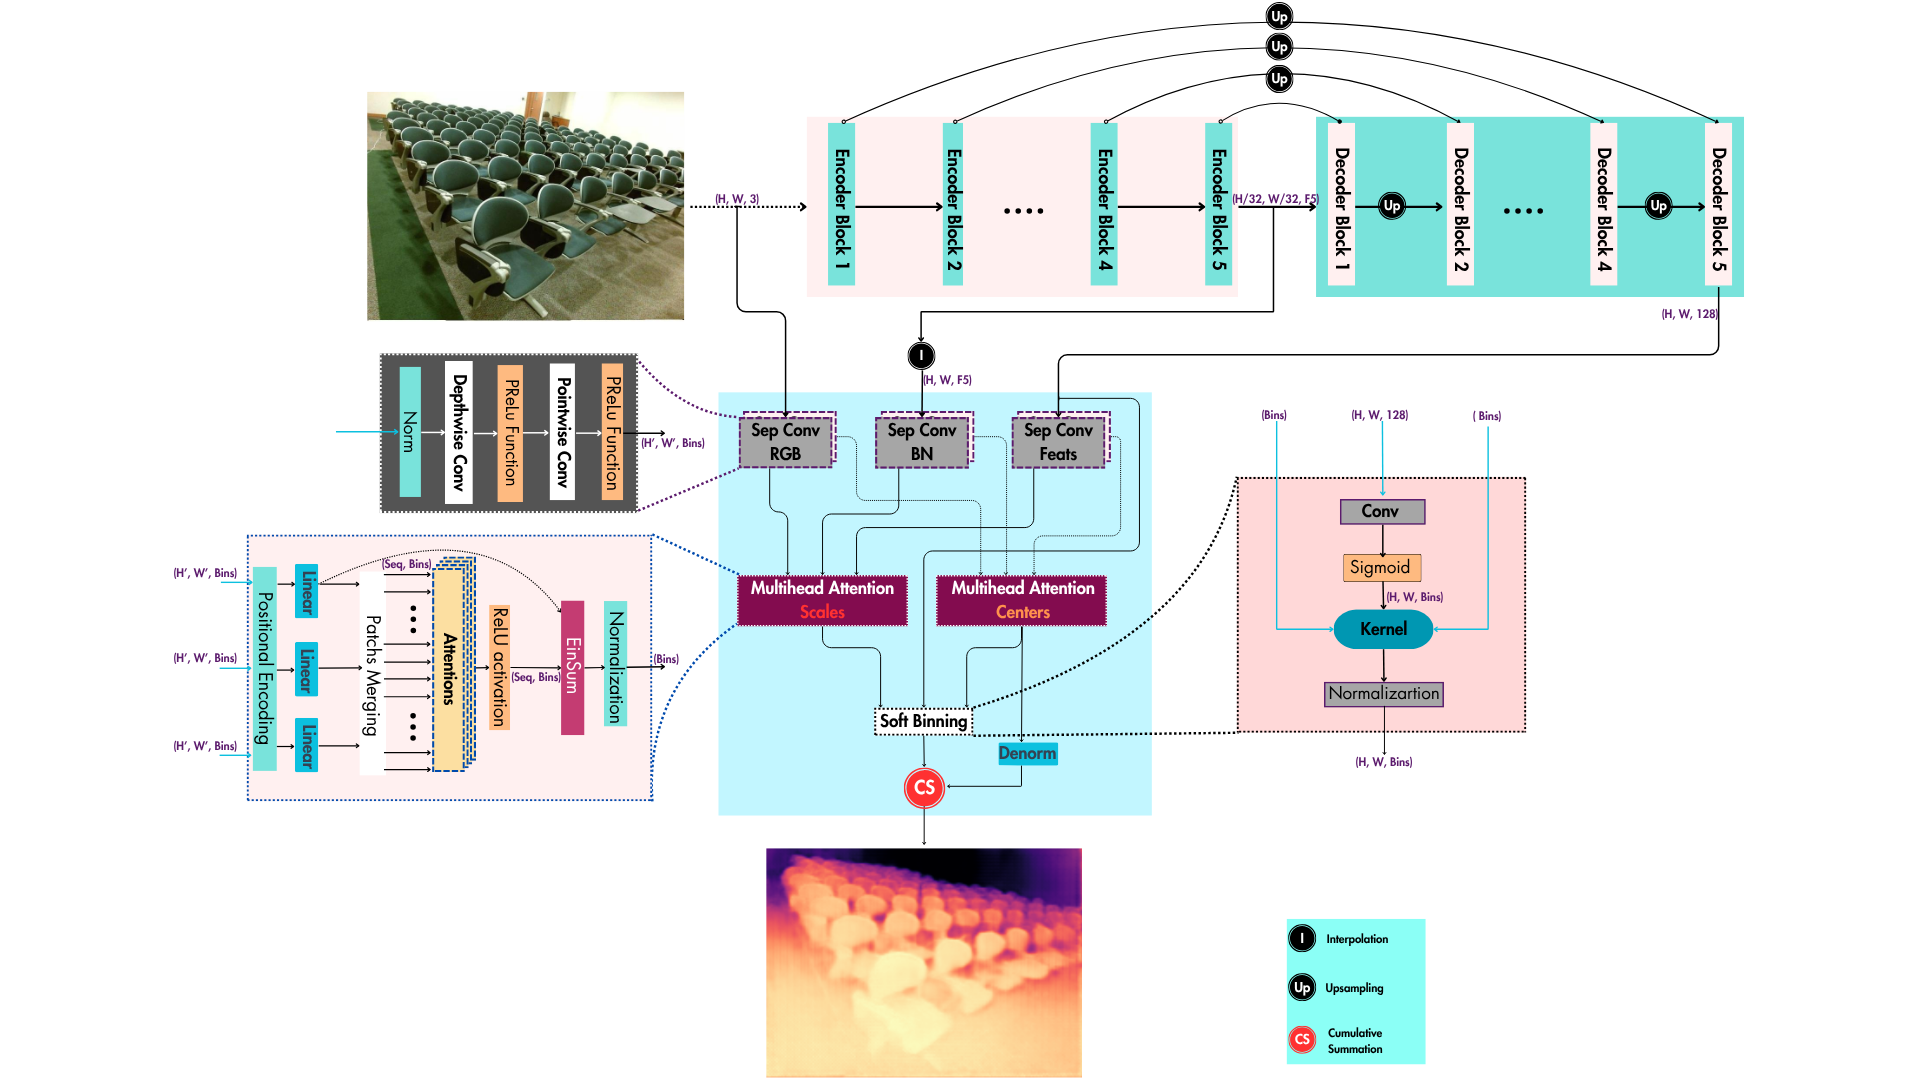 Up
Up
Up
(H, W, 3)
Encoder Block 1
Encoder Block 2
Encoder Block 4
Encoder Block 5
(H/32, W/32, F5)
Decoder Block 1
Up
Decoder Block 2
Decoder Block 4
Up
Decoder Block 5
(H, W, 128)
I
(H, W, F5)
Norm
Depthwise Conv
PReLu Function
Pointwise Conv
PReLu Function
(H', W', Bins)
Sep Conv
RGB
Sep Conv
BN
Sep Conv
Feats
(Bins)
(H, W, 128)
( Bins)
Conv
Sigmoid
(H, W, Bins)
Kernel
Normalizartion
(H, W, Bins)
(H', W', Bins)
(H', W', Bins)
(H', W', Bins)
Positional Encoding
Linear
Linear
Linear
Patchs Merging
(Seq, Bins)
Attentions
ReLU activation
(Seq, Bins)
EinSum
Normalization
(Bins)
Multihead Attention
Scales
Multihead Attention
Centers
Soft Binning
Denorm
CS
I
Interpolation
Up
Upsampling
CS
Cumulative
Summation